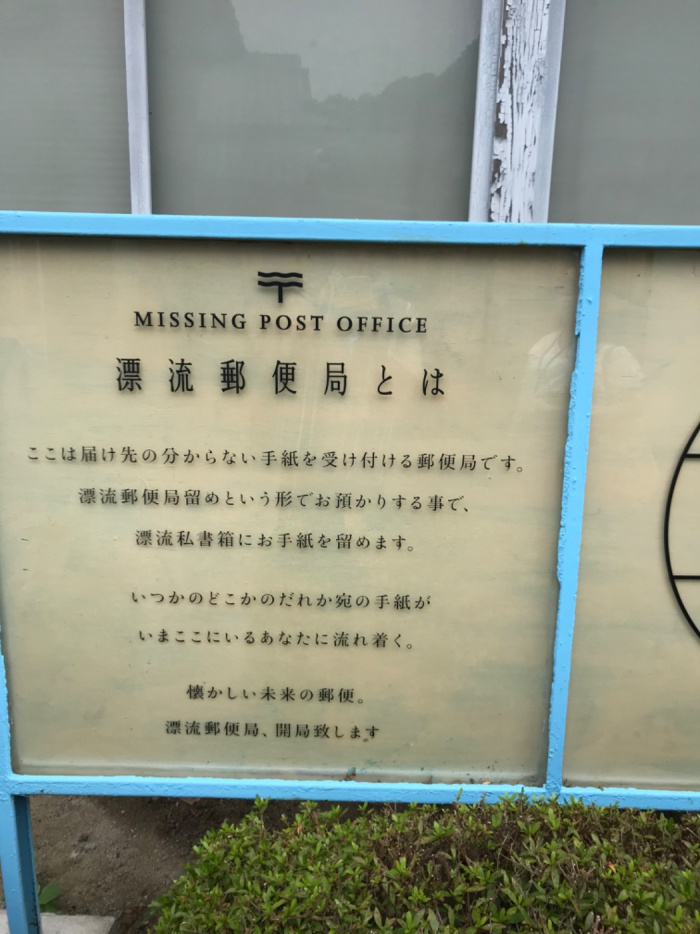 MISSING POST OFFICE
漂流郵便局とは
ここは届け先の分からない手紙を受け付ける郵便局です。
漂流郵便局留めという形でお預かりする事で、
漂流私書箱にお手紙を留めます。
いつかのどこかのだれか宛の手紙が
いまここにいるあなたに流れ着く。
懐かしい未来の郵便。
漂流郵便局、開局致します